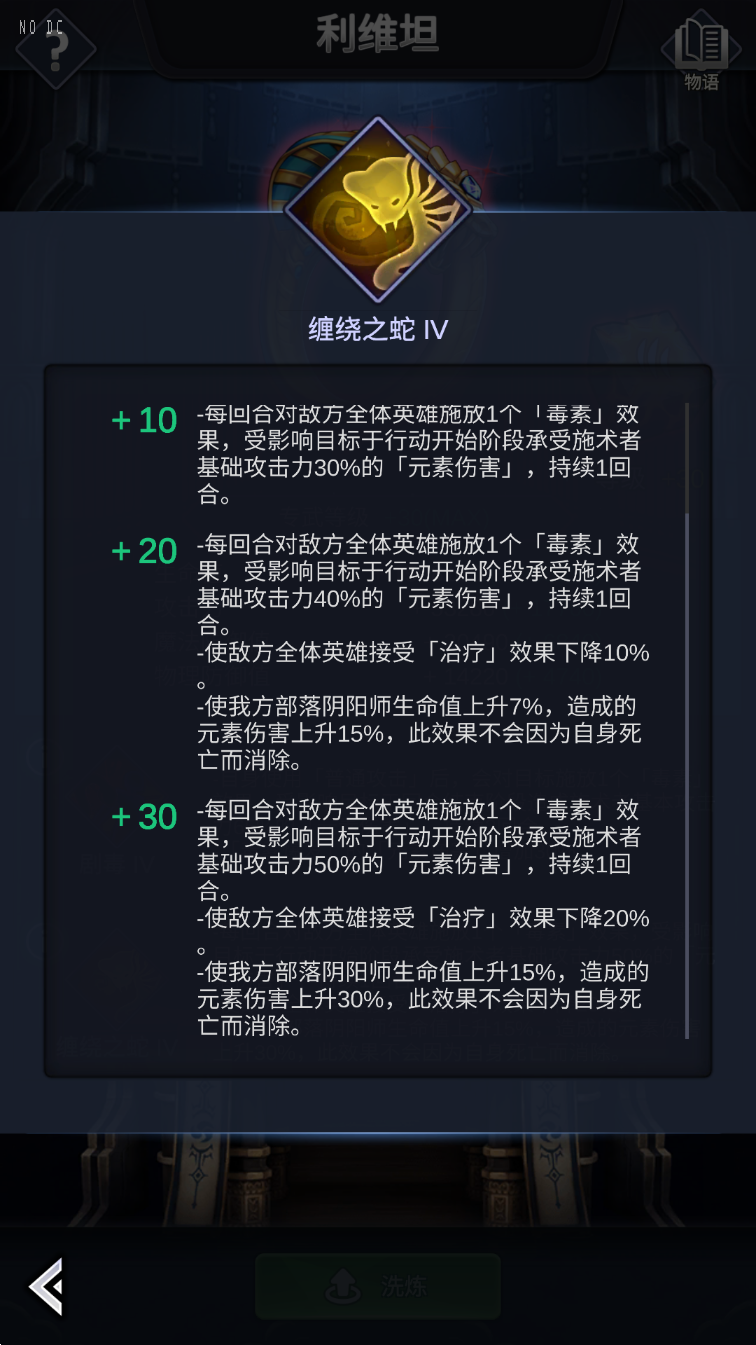 NO DC
?
利维坦
物语
缠绕之蛇 IV
+10
-每回合对敌方全体英雄施放1个「毒素」效
果，受影响目标于行动开始阶段承受施术者
基础攻击力30%的「元素伤害」，持续1回
合。
+20
-每回合对敌方全体英雄施放1个「毒素」效
果，受影响目标于行动开始阶段承受施术者
基础攻击力40%的「元素伤害」，持续1回
合。
-使敌方全体英雄接受「治疗」效果下降10%
。
-使我方部落阴阳师生命值上升7%，造成的
元素伤害上升15%，此效果不会因为自身死
亡而消除。
+30
-每回合对敌方全体英雄施放1个「毒素」效
果，受影响目标于行动开始阶段承受施术者
基础攻击力50%的「元素伤害」，持续1回
合。
-使敌方全体英雄接受「治疗」效果下降20%
。
-使我方部落阴阳师生命值上升15%，造成的
元素伤害上升30%，此效果不会因为自身死
亡而消除。
洗炼